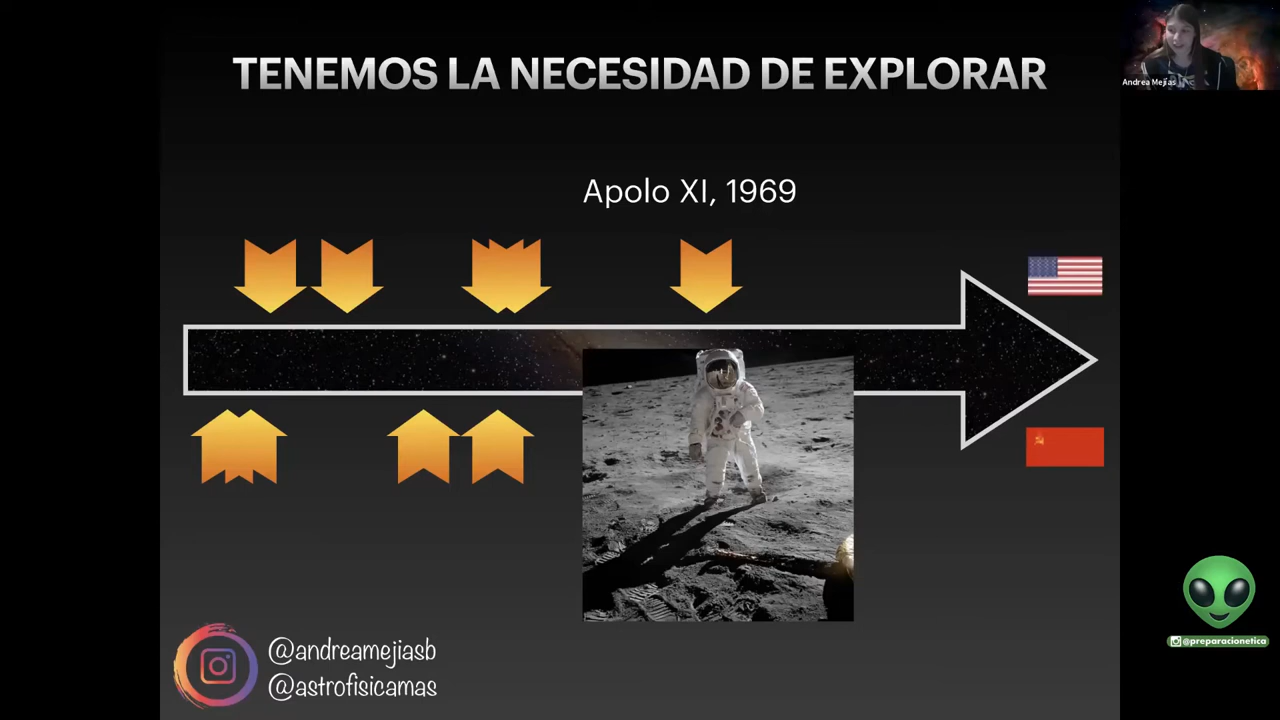 TENEMOS LA NECESIDAD DE EXPLORAR
Andrea Mejías
Apolo XI, 1969
@andreamejiasb
@astrofisicamas
@preparacionetica